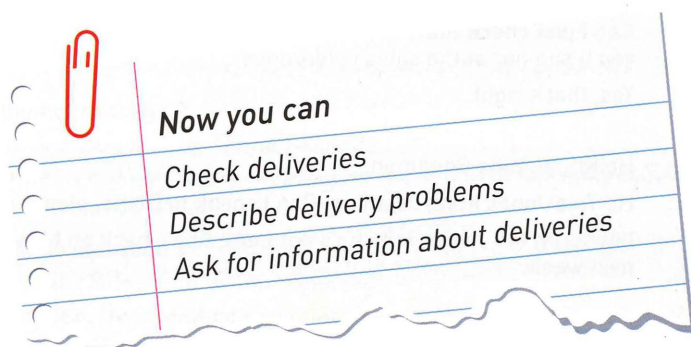 Now you can
Check deliveries
Describe delivery problems
Ask for information about deliveries